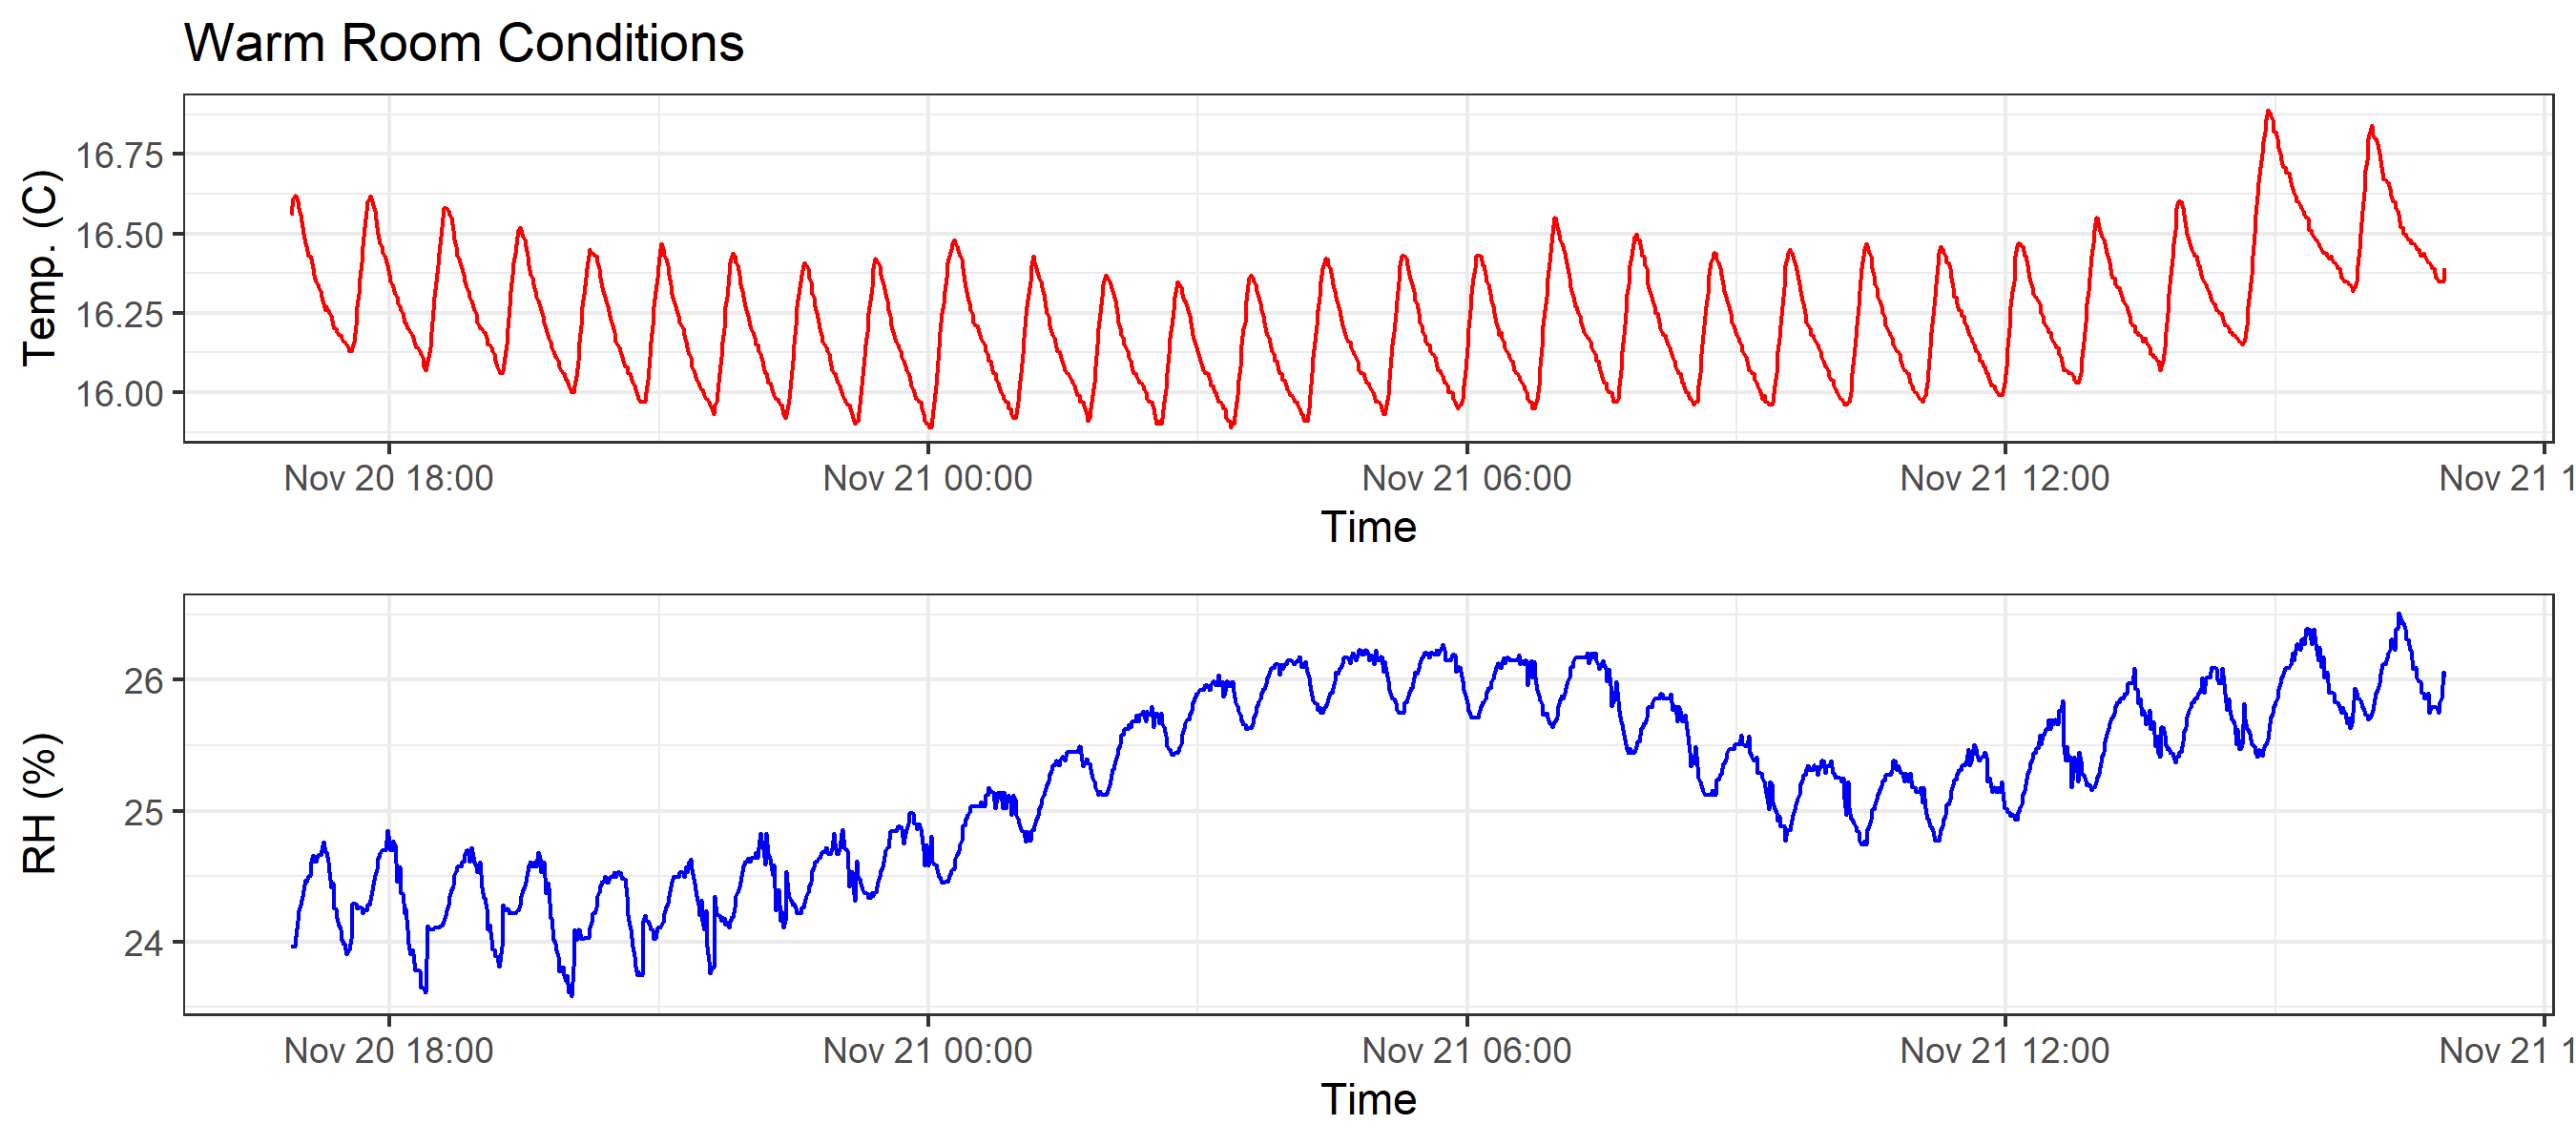 Warm Room Conditions
Temp. (C)
16.75
16.50
16.25
16.00
Nov 20 18:00 Nov 21 00:00 Nov 21 06:00 Nov 21 12:00 Nov 21 1
Time
RH (%)
26
25
24
Nov 20 18:00 Nov 21 00:00 Nov 21 06:00 Nov 21 12:00 Nov 21 1
Time